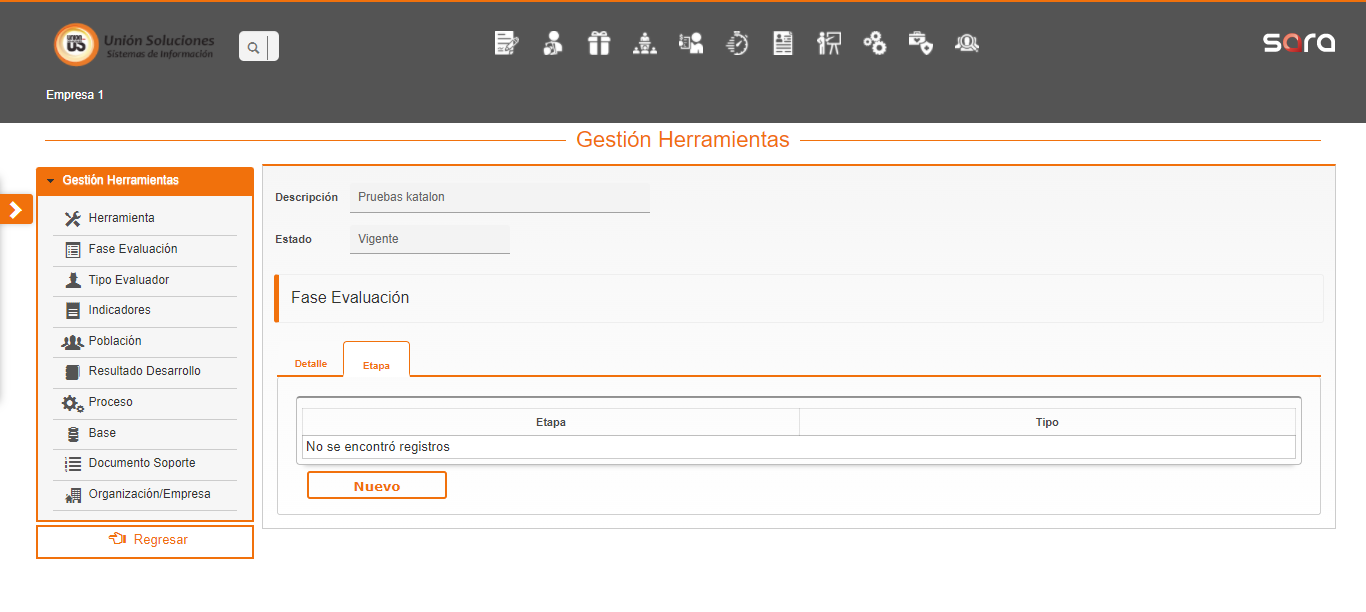 UNION
US
Unión Soluciones
Sistemas de Información
sara
Empresa 1
Gestión Herramientas
Gestión Herramientas
Herramienta
Fase Evaluación
Tipo Evaluador
Indicadores
Población
Resultado Desarrollo
Proceso
Base
Documento Soporte
Organización/Empresa
Regresar
Descripción Pruebas katalon
Estado Vigente
Fase Evaluación
Detalle Etapa
Etapa Tipo
No se encontró registros
Nuevo